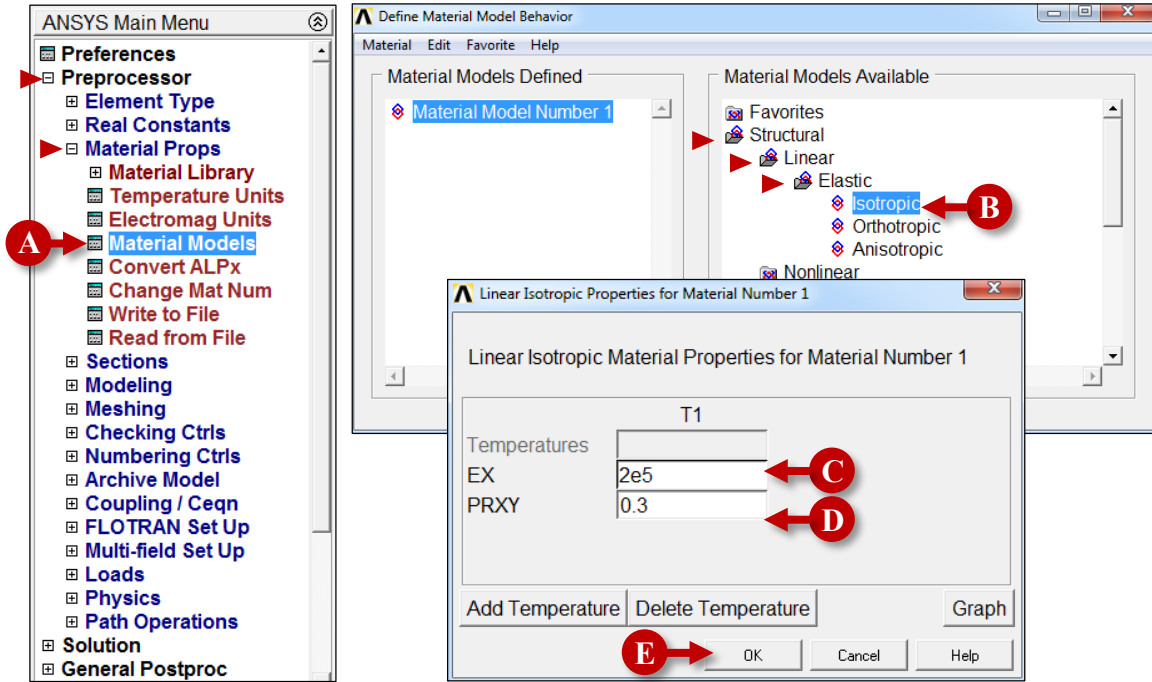 ANSYS Main Menu
Preferences
Preprocessor
Element Type
Real Constants
Material Props
Material Library
Temperature Units
Electromag Units
A
Material Models
Convert ALPx
Change Mat Num
Write to File
Read from File
Sections
Modeling
Meshing
Checking Ctrls
Numbering Ctrls
Archive Model
Coupling / Ceqn
FLOTRAN Set Up
Multi-field Set Up
Loads
Physics
Path Operations
Solution
General Postproc
Define Material Model Behavior
Material Edit Favorite Help
Material Models Defined
Material Model Number 1
Material Models Available
Favorites
Structural
Linear
Elastic
Isotropic
B
Orthotropic
Anisotropic
Nonlinear
Linear Isotropic Properties for Material Number 1
Linear Isotropic Material Properties for Material Number 1
T1
Temperatures
EX 2e5
C
PRXY 0.3
D
Add Temperature Delete Temperature Graph
E
OK Cancel Help